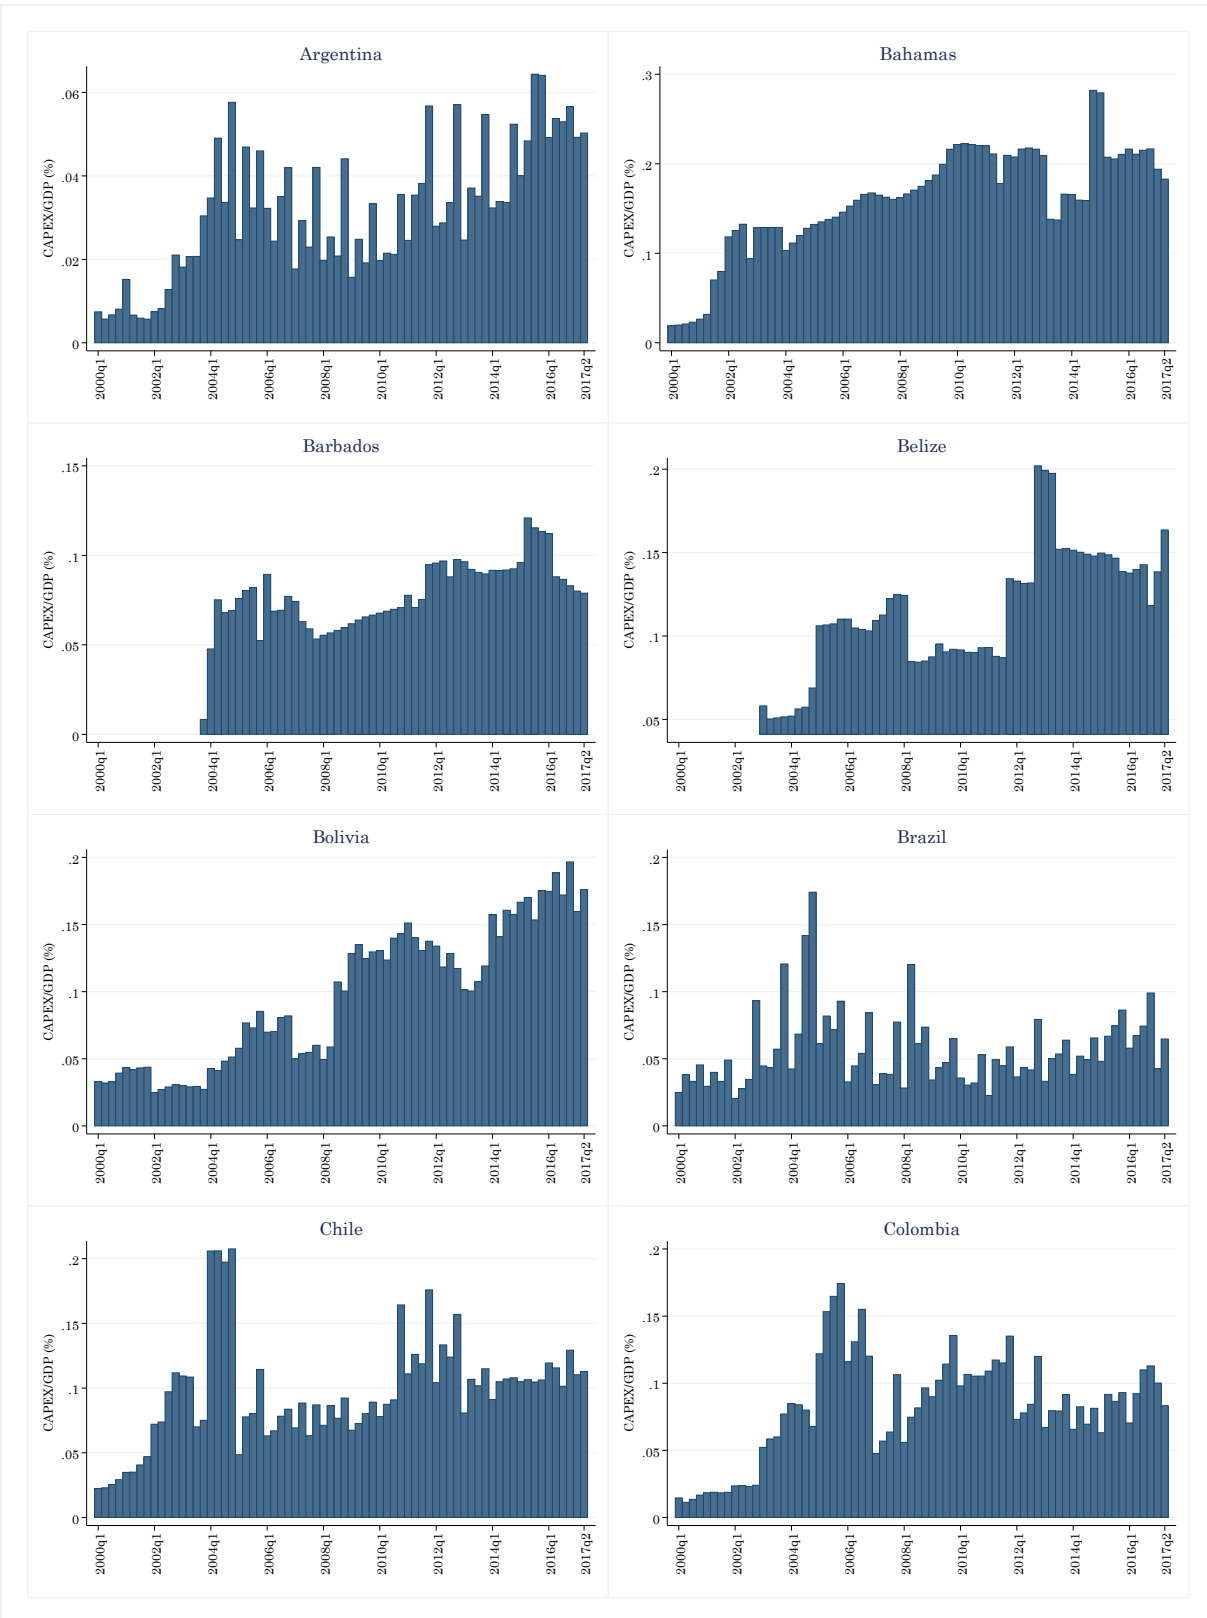 Argentina
CAPEX/GDP (%)
.06
.04
.02
0
2000q1
2002q1
2004q1
2006q1
2008q1
2010q1
2012q1
2014q1
2016q1
2017q2
Bahamas
CAPEX/GDP (%)
.3
.2
.1
0
2000q1
2002q1
2004q1
2006q1
2008q1
2010q1
2012q1
2014q1
2016q1
2017q2
Barbados
CAPEX/GDP (%)
.15
.1
.05
0
2000q1
2002q1
2004q1
2006q1
2008q1
2010q1
2012q1
2014q1
2016q1
2017q2
Belize
CAPEX/GDP (%)
.2
.15
.1
.05
2000q1
2002q1
2004q1
2006q1
2008q1
2010q1
2012q1
2014q1
2016q1
2017q2
Bolivia
CAPEX/GDP (%)
.2
.15
.1
.05
0
2000q1
2002q1
2004q1
2006q1
2008q1
2010q1
2012q1
2014q1
2016q1
2017q2
Brazil
CAPEX/GDP (%)
.2
.15
.1
.05
0
2000q1
2002q1
2004q1
2006q1
2008q1
2010q1
2012q1
2014q1
2016q1
2017q2
Chile
CAPEX/GDP (%)
.2
.15
.1
.05
0
2000q1
2002q1
2004q1
2006q1
2008q1
2010q1
2012q1
2014q1
2016q1
2017q2
Colombia
CAPEX/GDP (%)
.2
.15
.1
.05
0
2000q1
2002q1
2004q1
2006q1
2008q1
2010q1
2012q1
2014q1
2016q1
2017q2